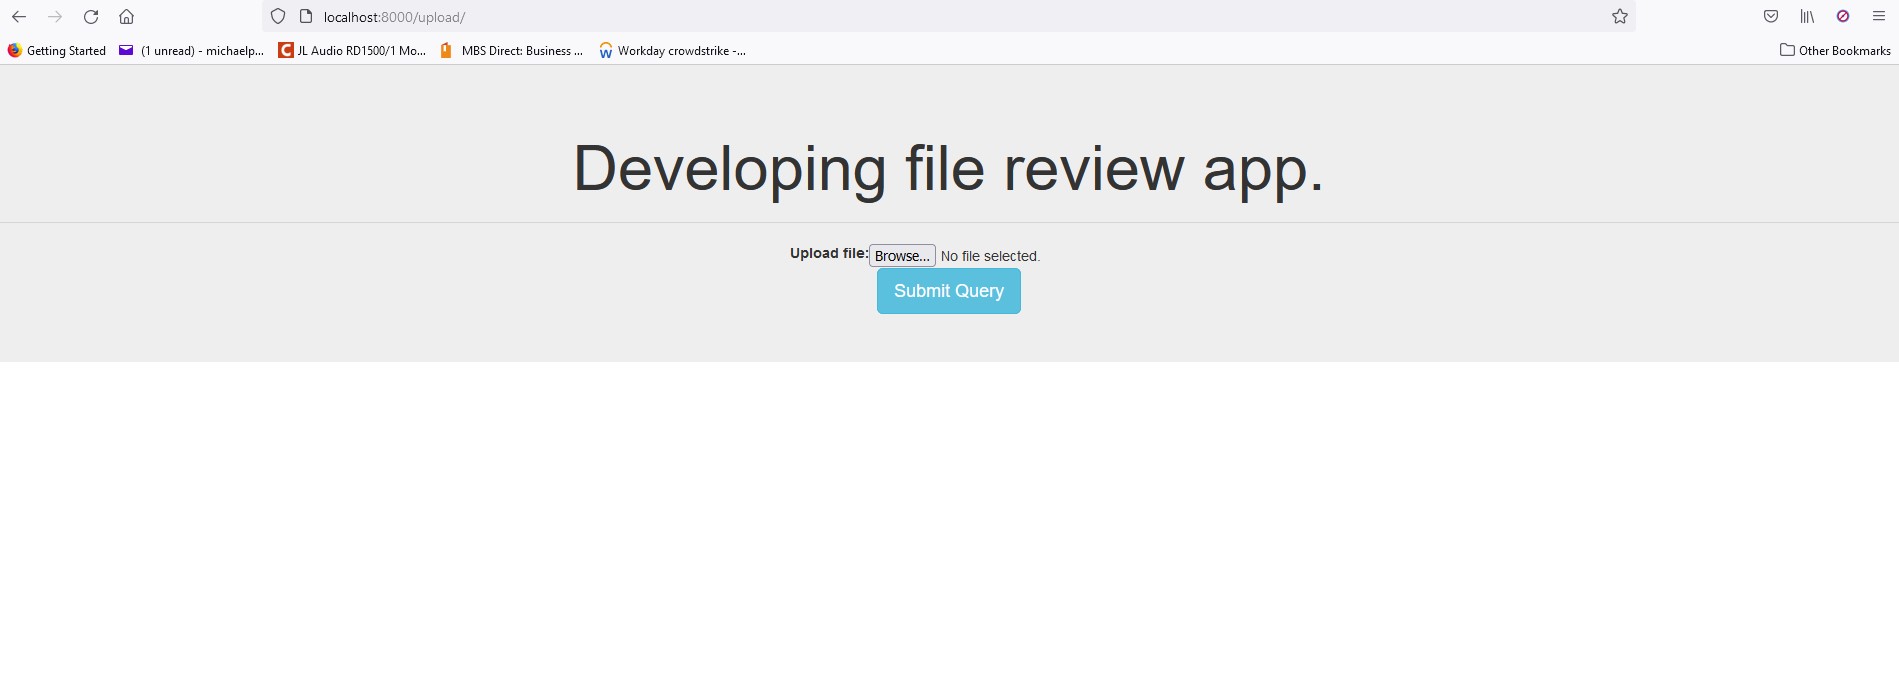 localhost:8000/upload/
Getting Started (1 unread) - michaelp... JL Audio RD1500/1 Mo... MBS Direct: Business ... Workday crowdstrike -... Other Bookmarks
Developing file review app.
Upload file: Browse... No file selected.
Submit Query